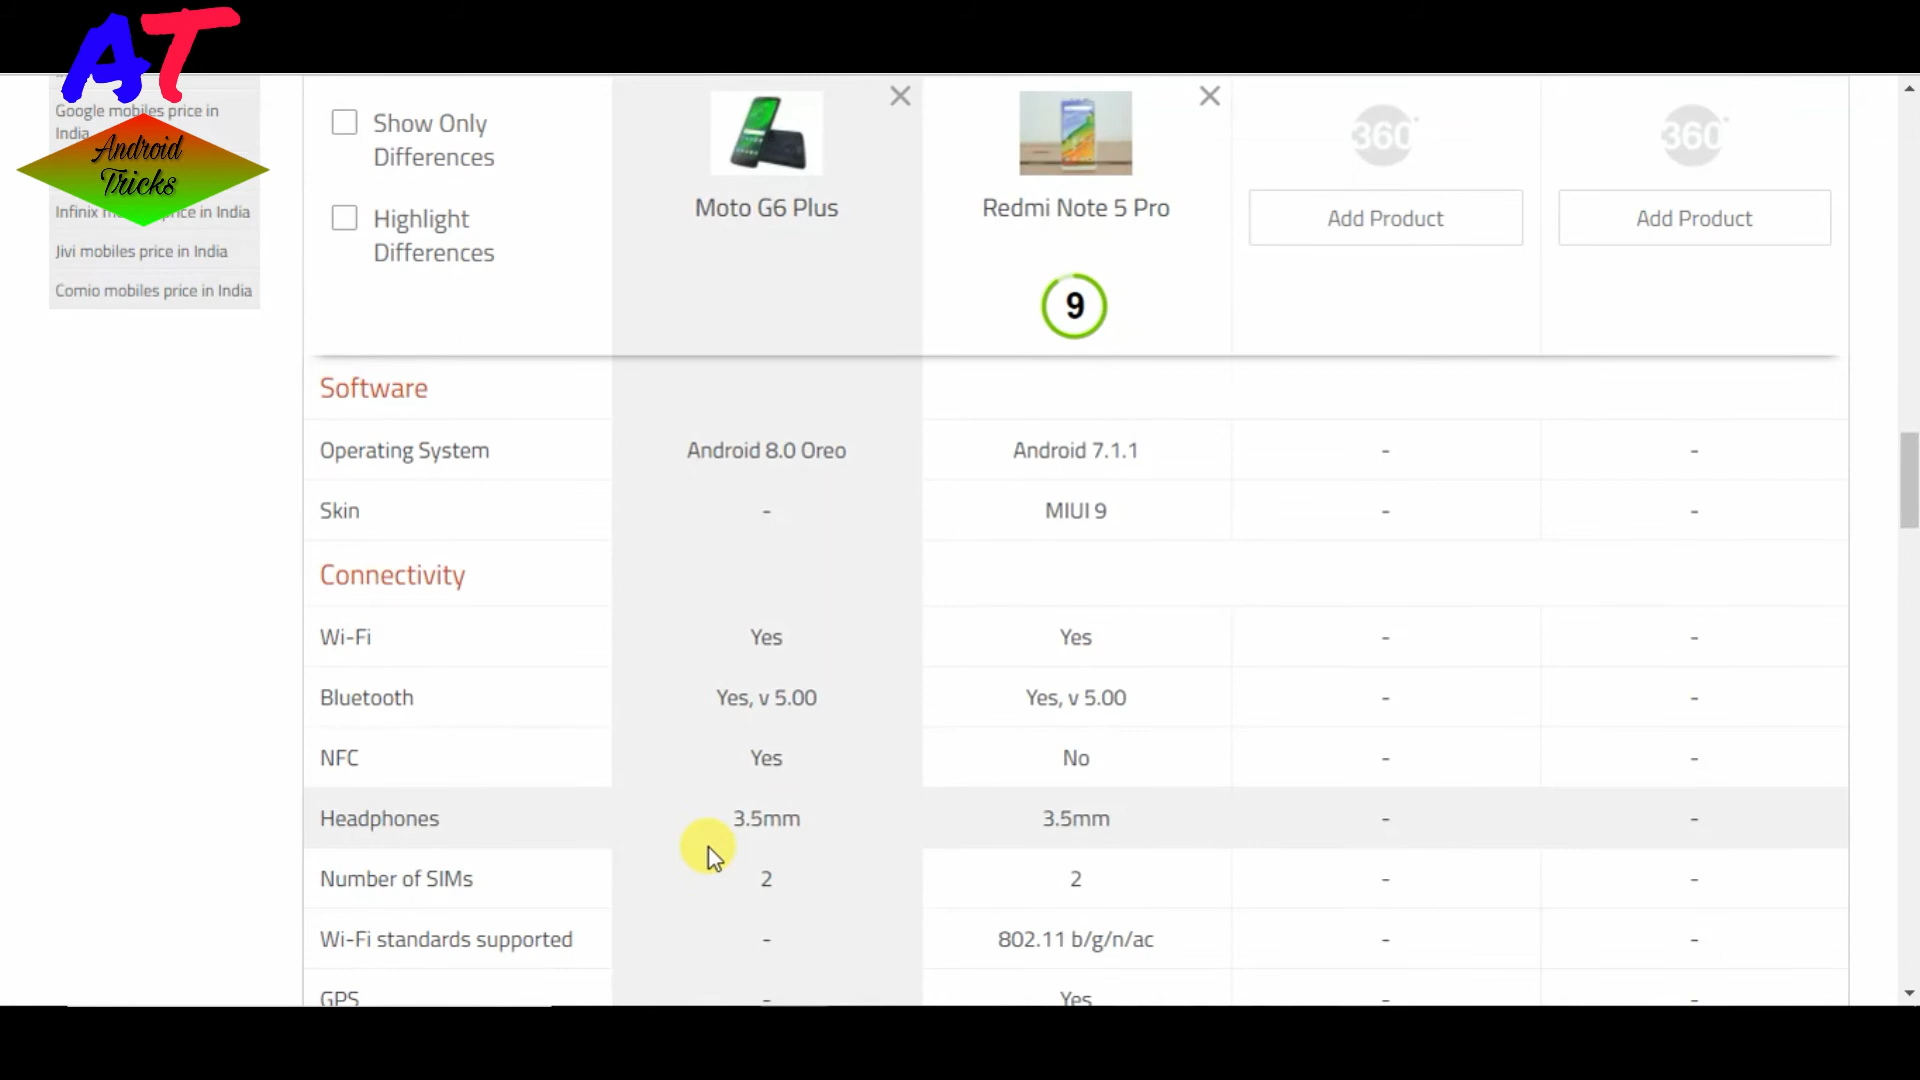 AT
Google mobiles price in
India
Android
Tricks
Infinix m price in India
Jivi mobiles price in India
Comio mobiles price in India
Show Only
Differences
Highlight
Differences
Moto G6 Plus
Redmi Note 5 Pro
9
360°
Add Product
360°
Add Product
Software
Operating System Android 8.0 Oreo Android 7.1.1 - -
Skin - MIUI 9 - -
Connectivity
Wi-Fi Yes Yes - -
Bluetooth Yes, v 5.00 Yes, v 5.00 - -
NFC Yes No - -
Headphones 3.5mm 3.5mm - -
Number of SIMs 2 2 - -
Wi-Fi standards supported - 802.11 b/g/n/ac - -
GPS - Yes - -